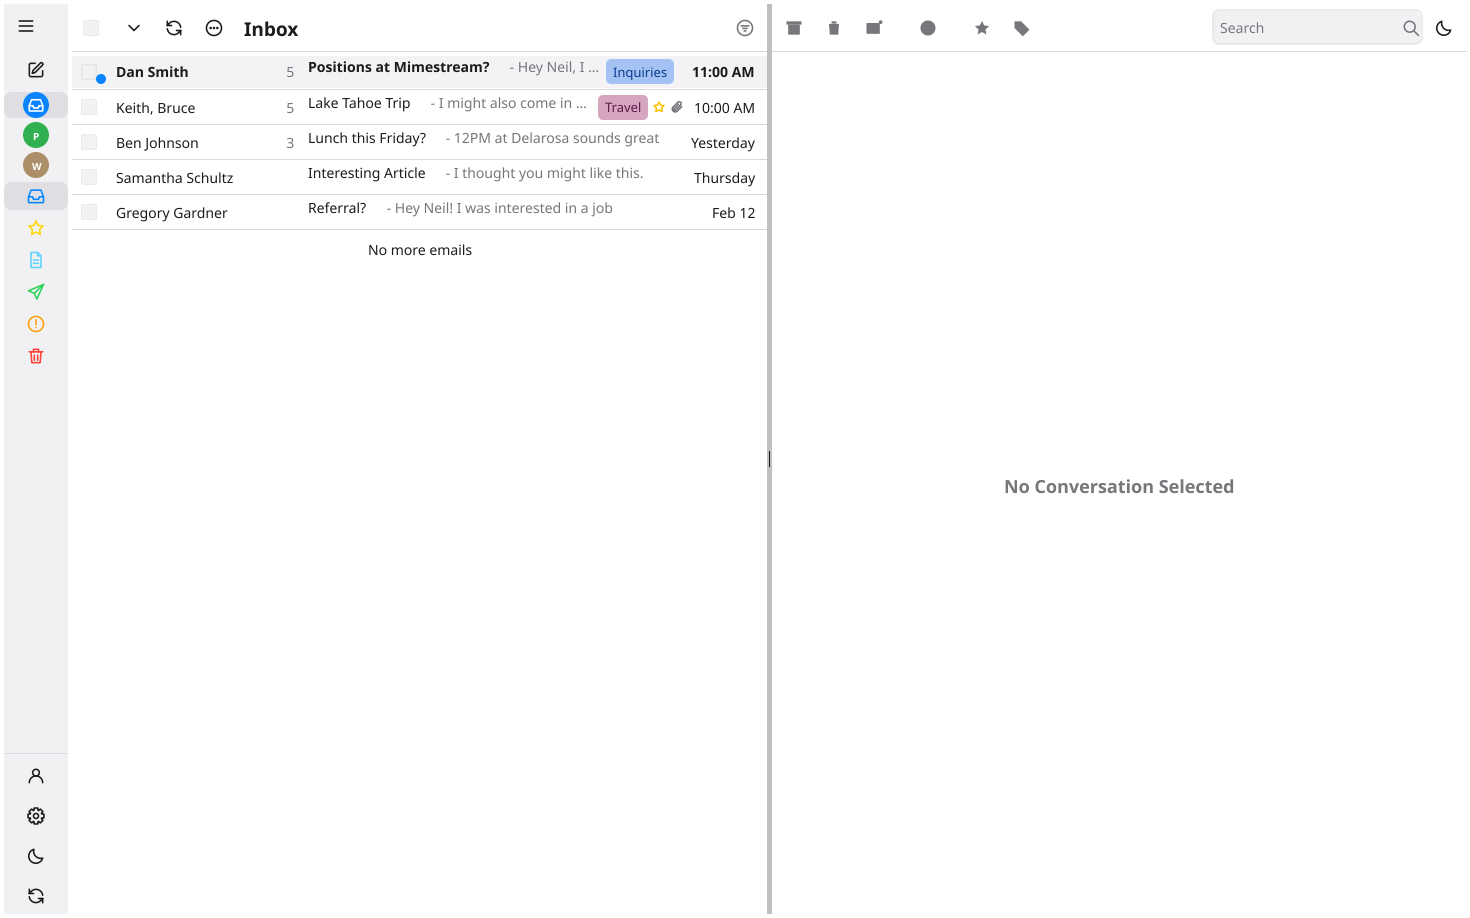 Inbox
Search
Dan Smith 5 Positions at Mimestream? - Hey Neil, I ... Inquiries 11:00 AM
Keith, Bruce 5 Lake Tahoe Trip - I might also come in ... Travel 10:00 AM
P
Ben Johnson 3 Lunch this Friday? - 12PM at Delarosa sounds great Yesterday
W
Samantha Schultz Interesting Article - I thought you might like this. Thursday
Gregory Gardner Referral? - Hey Neil! I was interested in a job Feb 12
No more emails
No Conversation Selected